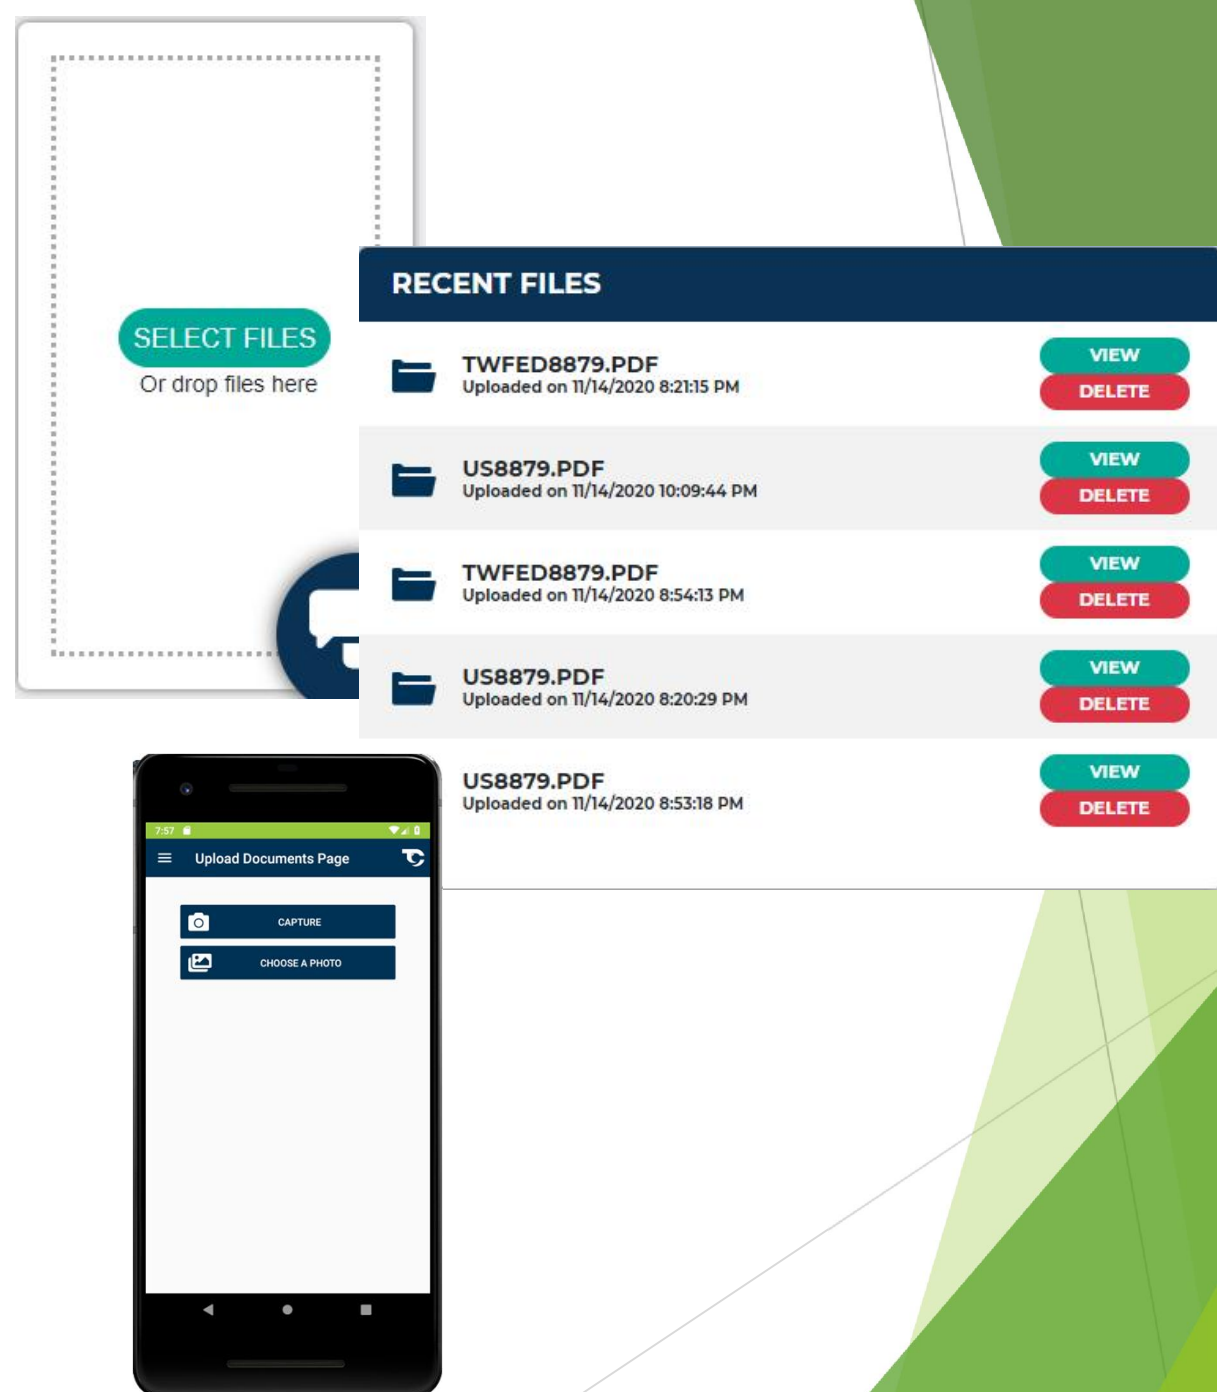 SELECT FILES
Or drop files here
RECENT FILES
TWFED8879.PDF
Uploaded on 11/14/2020 8:21:15 PM
VIEW
DELETE
US8879.PDF
Uploaded on 11/14/2020 10:09:44 PM
VIEW
DELETE
TWFED8879.PDF
Uploaded on 11/14/2020 8:54:13 PM
VIEW
DELETE
US8879.PDF
Uploaded on 11/14/2020 8:20:29 PM
VIEW
DELETE
US8879.PDF
Uploaded on 11/14/2020 8:53:18 PM
VIEW
DELETE
7:57
Upload Documents Page
TC
CAPTURE
CHOOSE A PHOTO